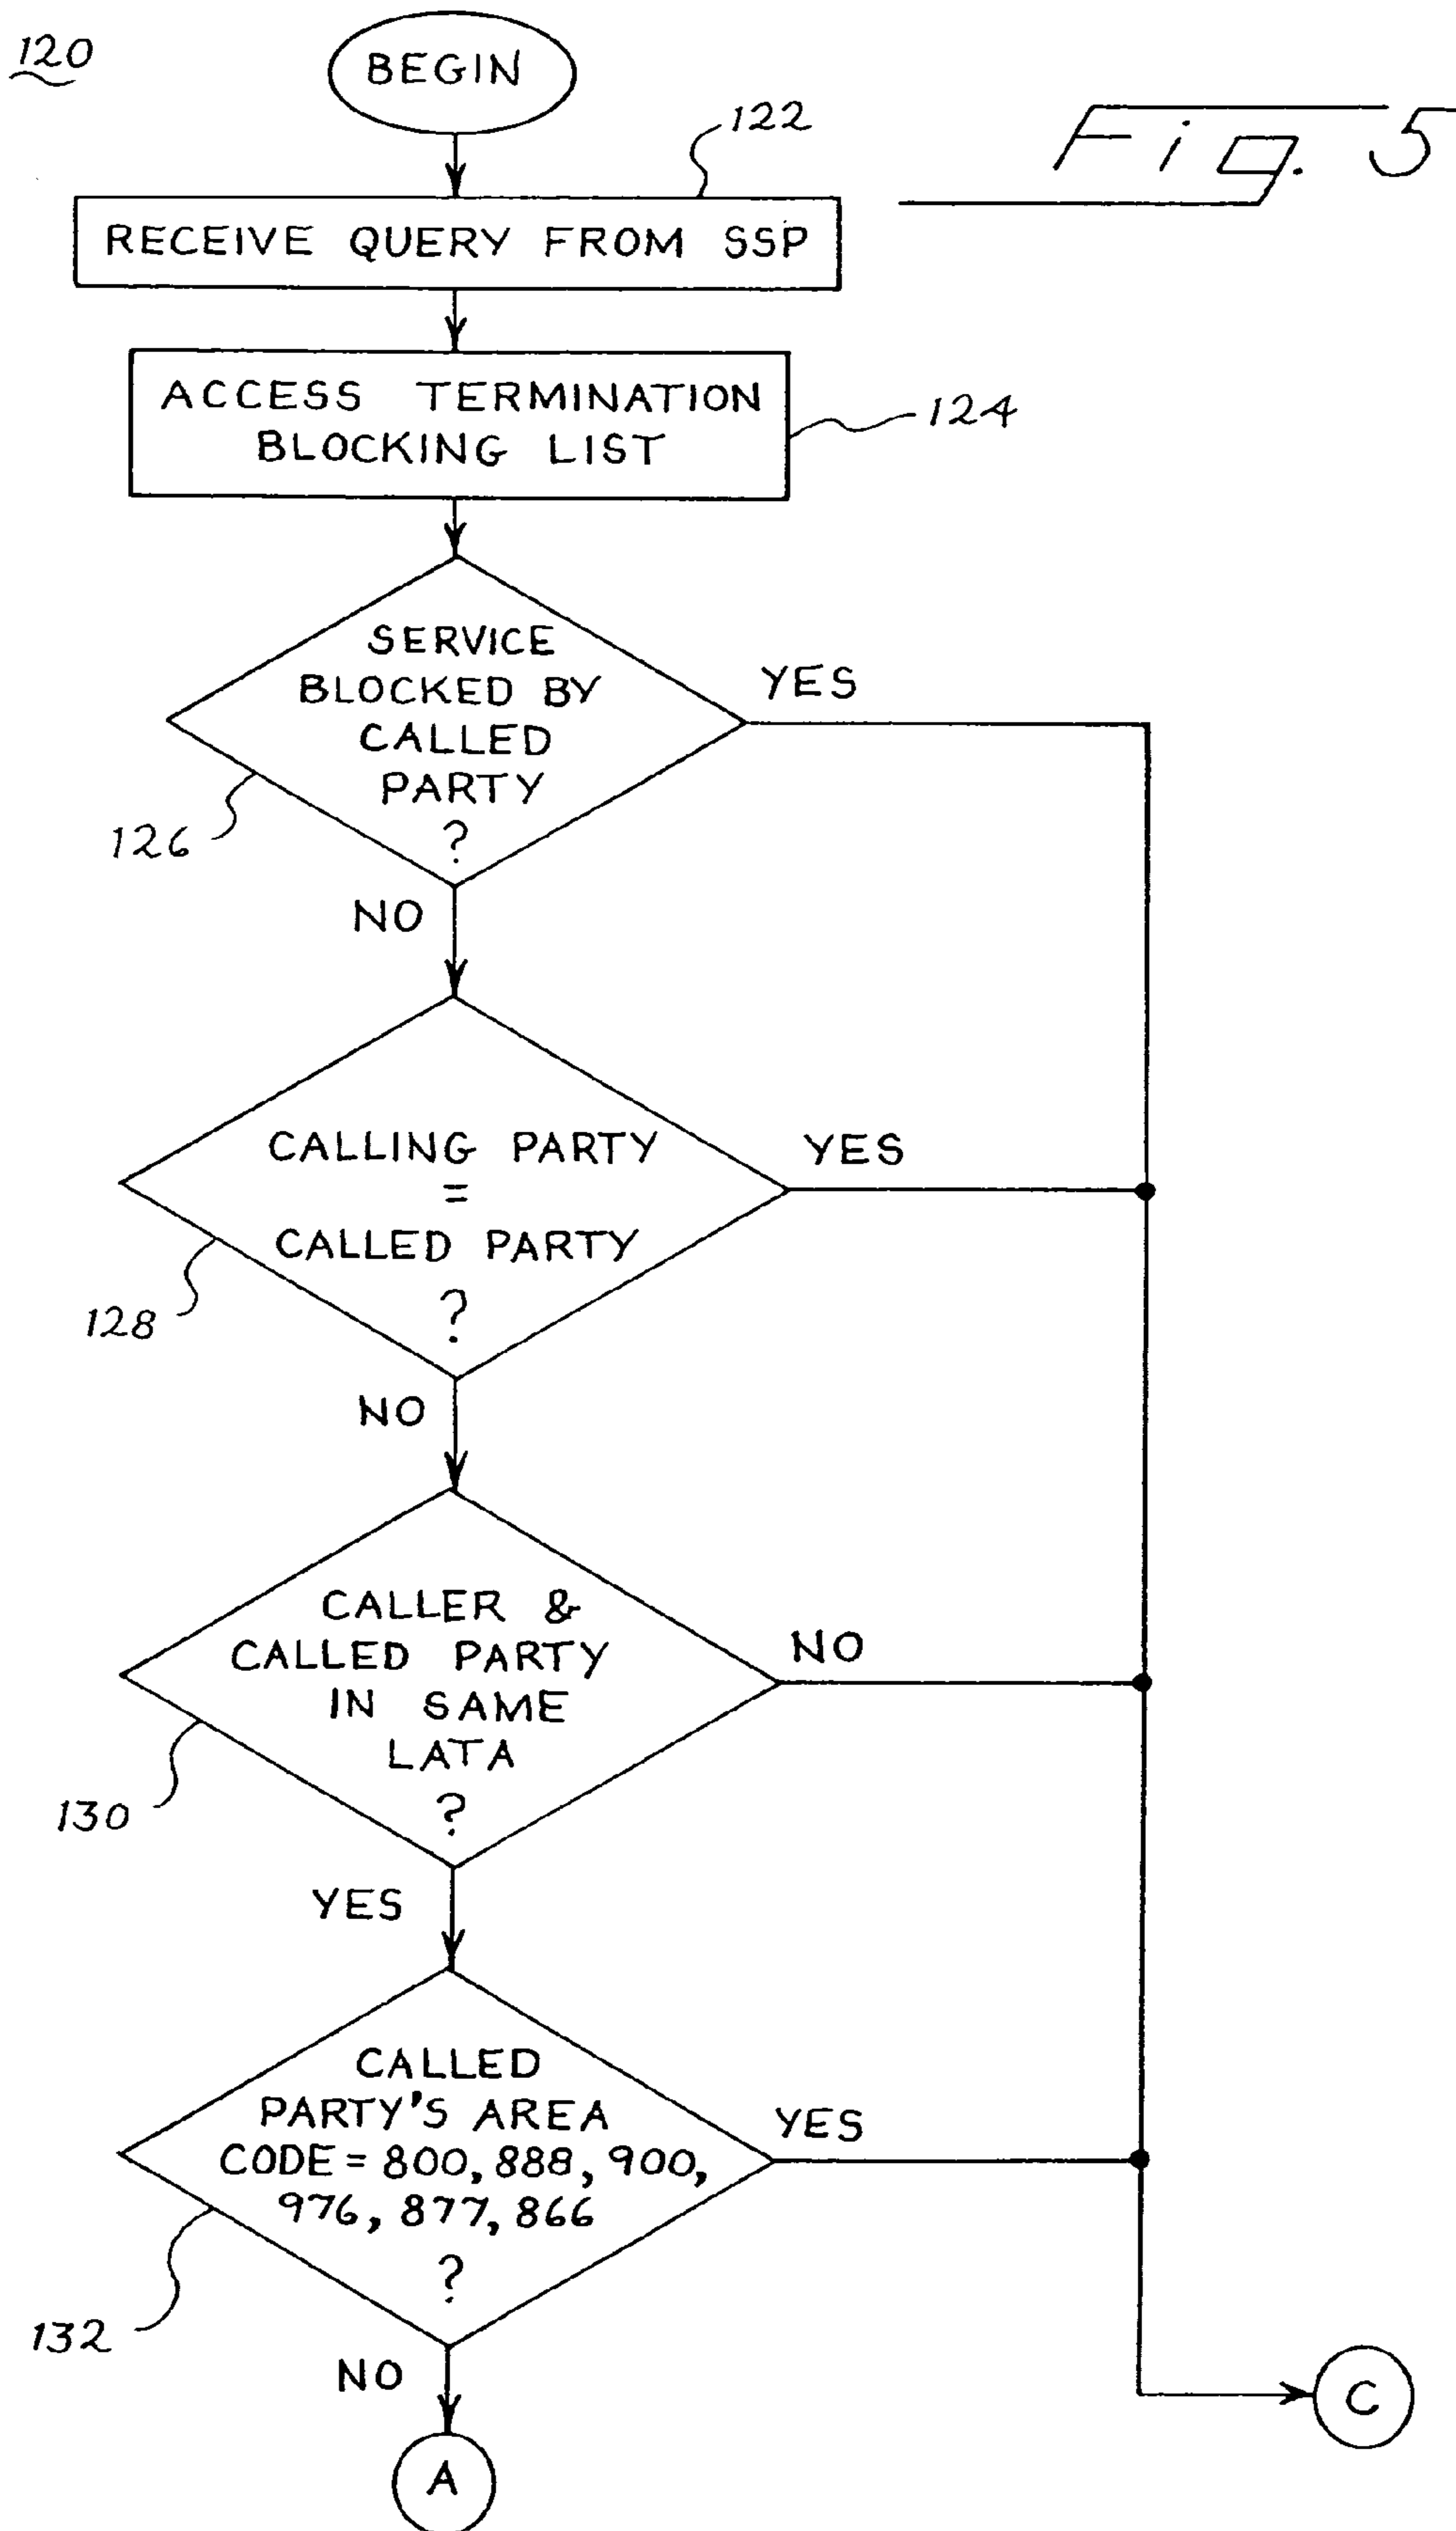 120
BEGIN
Fig. 5
122
RECEIVE QUERY FROM SSP
ACCESS TERMINATION
BLOCKING LIST
124
SERVICE
BLOCKED BY
CALLED
PARTY
?
YES
126
NO
CALLING PARTY
=
CALLED PARTY
?
YES
128
NO
CALLER &
CALLED PARTY
IN SAME
LATA
?
NO
130
YES
CALLED
PARTY'S AREA
CODE = 800, 888, 900,
976, 877, 866
?
YES
132
NO
C
A